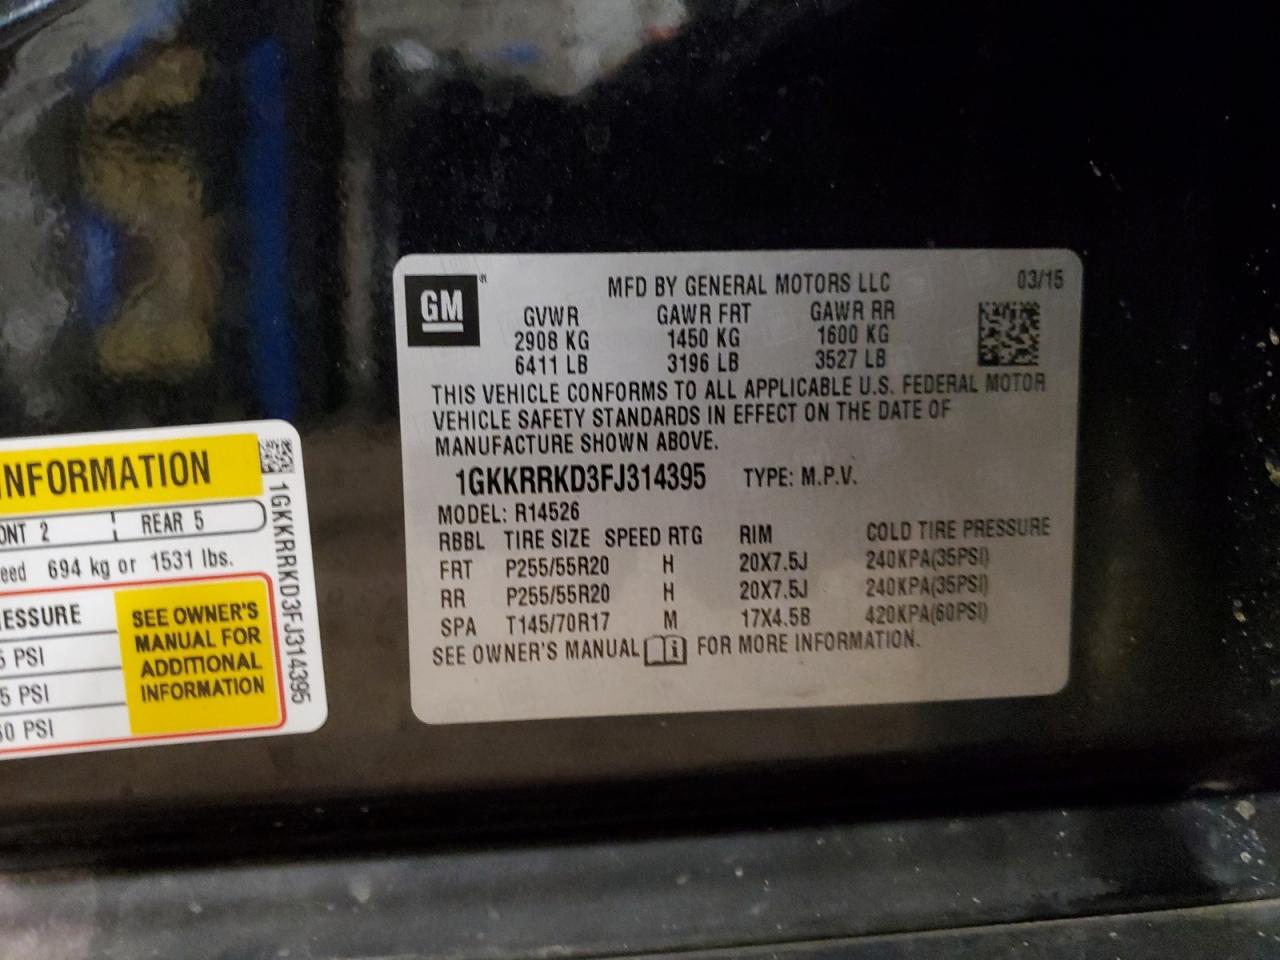 GM ®
MFD BY GENERAL MOTORS LLC 03/15
GVWR GAWR FRT GAWR RR
2908 KG 1450 KG 1600 KG
6411 LB 3196 LB 3527 LB
THIS VEHICLE CONFORMS TO ALL APPLICABLE U.S. FEDERAL MOTOR
VEHICLE SAFETY STANDARDS IN EFFECT ON THE DATE OF
MANUFACTURE SHOWN ABOVE.
1GKKRRKD3FJ314395 TYPE: M.P.V.
MODEL: R14526
RBBL TIRE SIZE SPEED RTG RIM COLD TIRE PRESSURE
FRT P255/55R20 H 20X7.5J 240KPA(35PSI)
RR P255/55R20 H 20X7.5J 240KPA(35PSI)
SPA T145/70R17 M 17X4.5B 420KPA(60PSI)
SEE OWNER'S MANUAL FOR MORE INFORMATION.
INFORMATION
ONT 2 REAR 5
eed 694 kg or 1531 lbs.
ESSURE
5 PSI
5 PSI
60 PSI
SEE OWNER'S
MANUAL FOR
ADDITIONAL
INFORMATION
1GKKRRKD3FJ314395